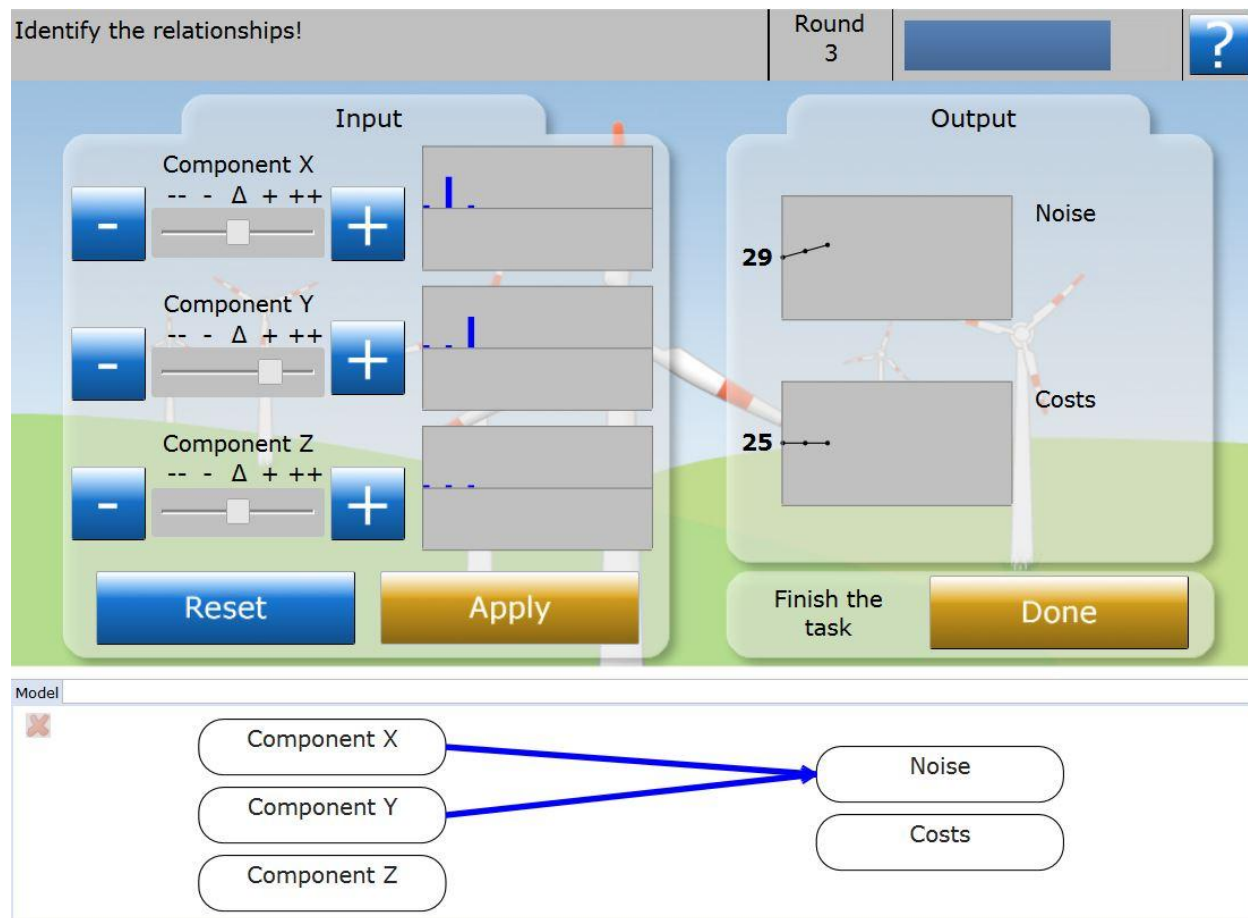 Identify the relationships!
Round
3
?
Input
Component X
-- - Δ + ++
- +
Component Y
-- - Δ + ++
- +
Component Z
-- - Δ + ++
- +
Reset
Apply
Output
Noise
29
Costs
25
Finish the
task
Done
Model
Component X
Component Y
Component Z
Noise
Costs